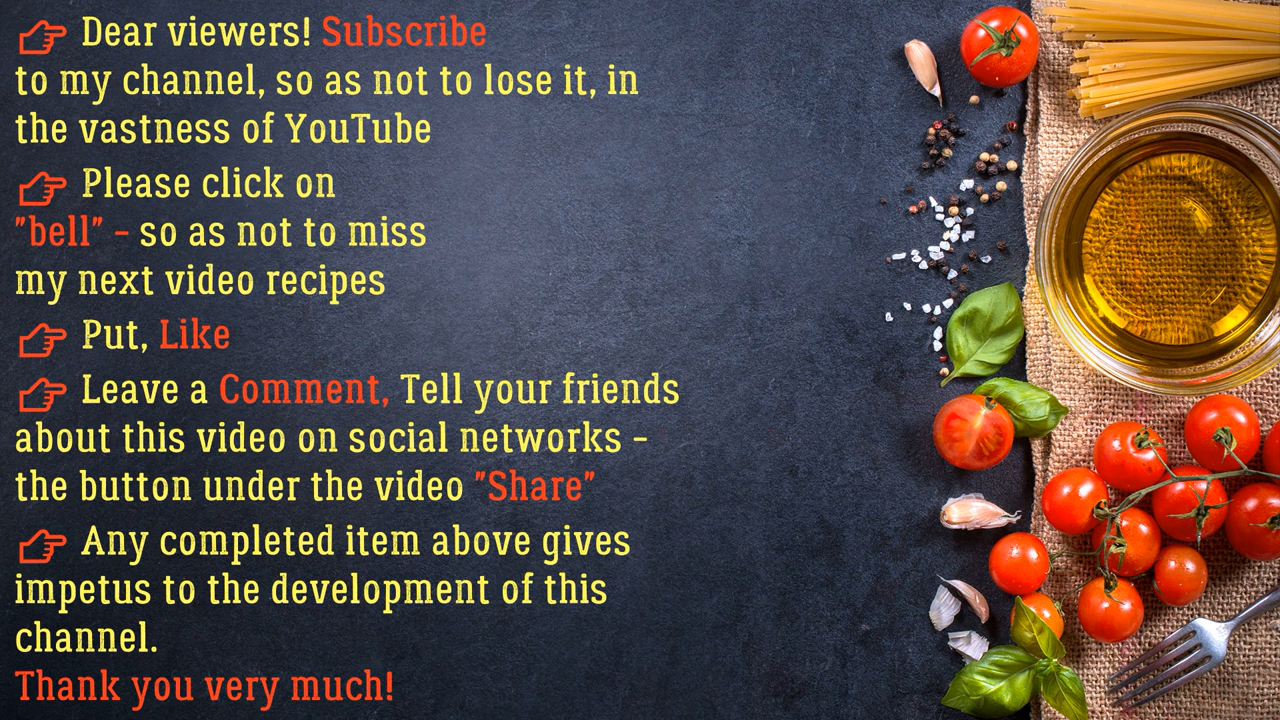 Dear viewers! Subscribe
to my channel, so as not to lose it, in
the vastness of YouTube
Please click on
"bell" - so as not to miss
my next video recipes
Put, Like
Leave a Comment, Tell your friends
about this video on social networks -
the button under the video "Share"
Any completed item above gives
impetus to the development of this
channel.
Thank you very much!